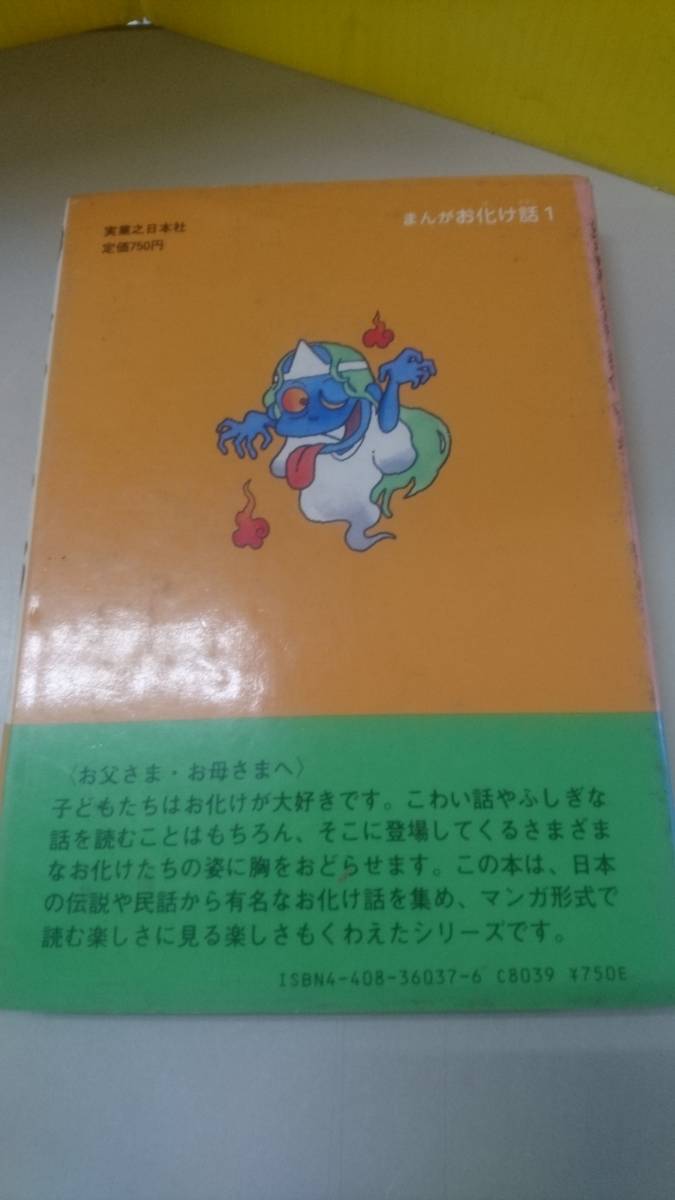 実業之日本社
定価750円
まんがお化け話1
〈お父さま・お母さまへ〉
子どもたちはお化けが大好きです。こわい話やふしぎな
話を読むことはもちろん、そこに登場してくるさまざま
なお化けたちの姿に胸をおどらせます。この本は、日本
の伝説や民話から有名なお化け話を集め、マンガ形式で
読む楽しさに見る楽しさもくわえたシリーズです。
ISBN4-408-36037-6 C8039 ¥750E